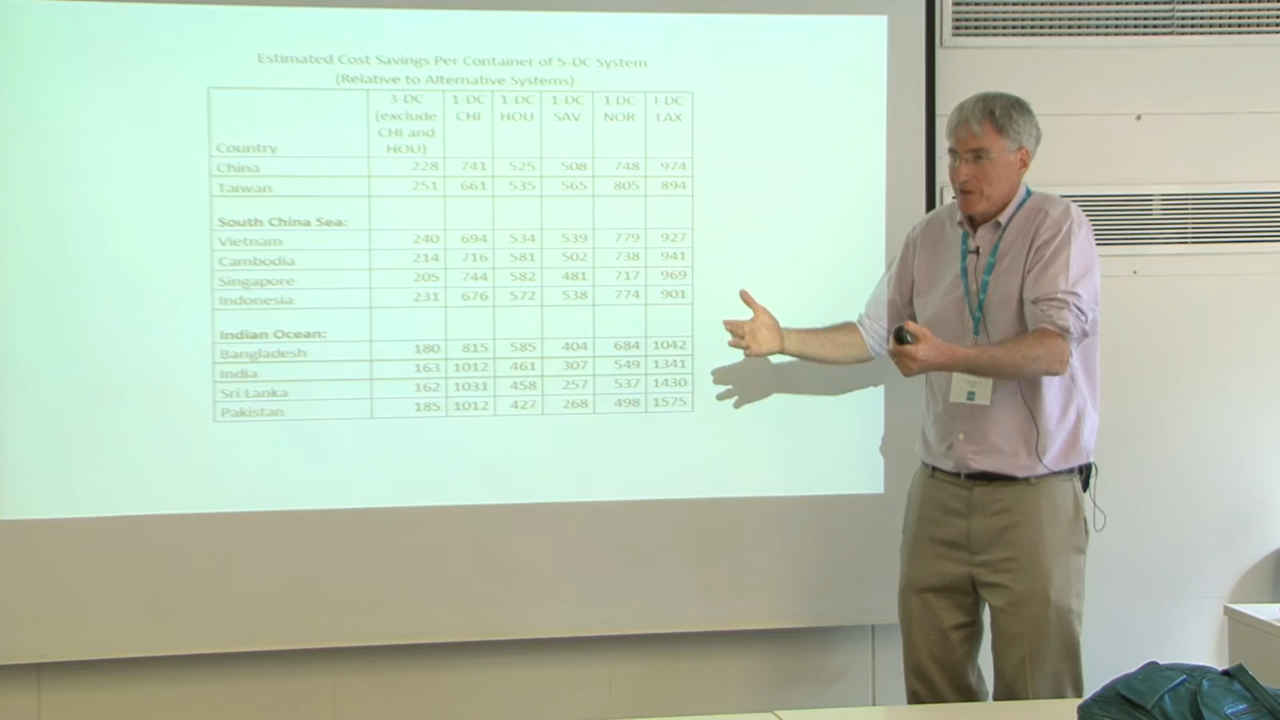 Estimated Cost Savings Per Container of 5-DC System
(Relative to Alternative Systems)
Country 3-DC (exclude CHI and HOU) 1-DC CHI 1-DC HOU 1-DC SAV 1 DC NOR I-DC LAX
China 228 741 525 508 748 974
Taiwan 251 661 535 565 805 894
South China Sea:
Vietnam 240 694 534 539 779 927
Cambodia 214 716 581 502 738 941
Singapore 205 744 582 481 717 969
Indonesia 231 676 572 538 774 901
Indian Ocean:
Bangladesh 180 815 585 404 684 1042
India 163 1012 461 307 549 1341
Sri Lanka 162 1031 458 257 537 1430
Pakistan 185 1012 427 268 498 1575